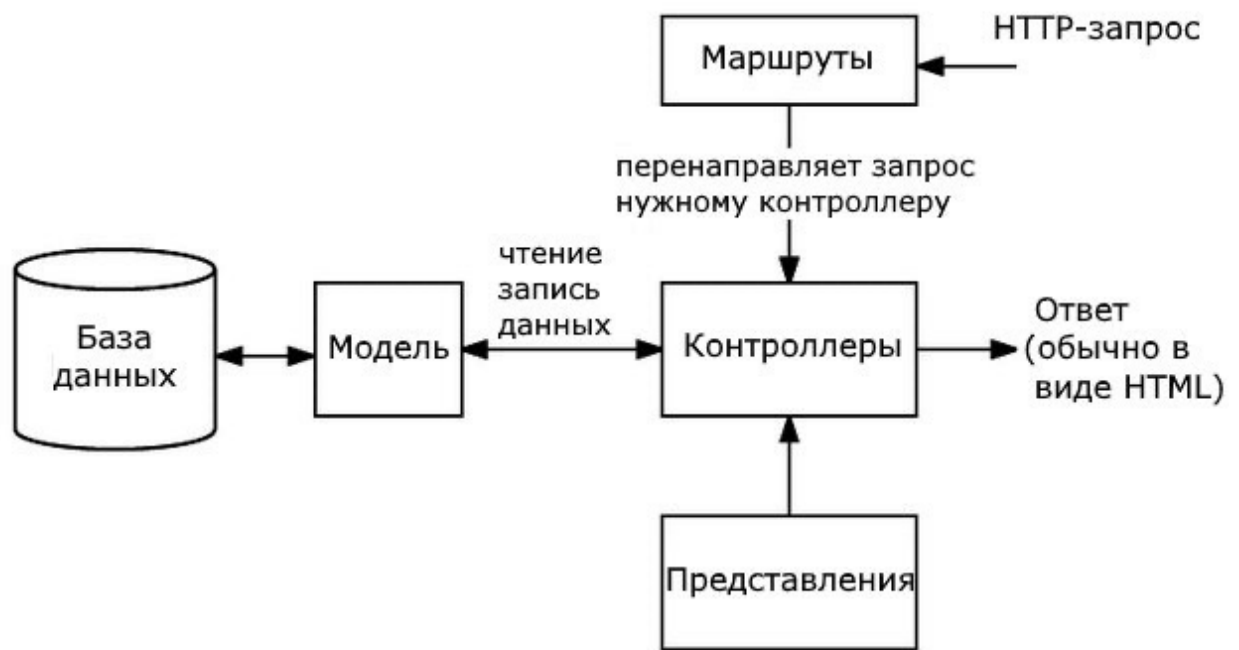 HTTP-запрос
Маршруты
перенаправляет запрос
нужному контроллеру
чтение
запись
данных
База
данных
Модель
Контроллеры
Ответ
(обычно в
виде HTML)
Представления